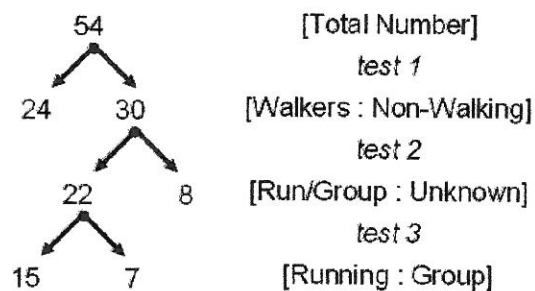 54 [Total Number]
test 1
24 30 [Walkers : Non-Walking]
test 2
22 8 [Run/Group : Unknown]
test 3
15 7 [Running : Group]